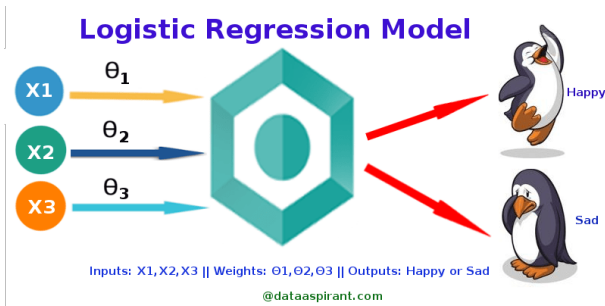 Logistic Regression Model
X1
θ1
Happy
X2
θ2
X3
θ3
Sad
Inputs: X1,X2,X3 || Weights: Θ1,Θ2,Θ3 || Outputs: Happy or Sad
@dataaspirant.com